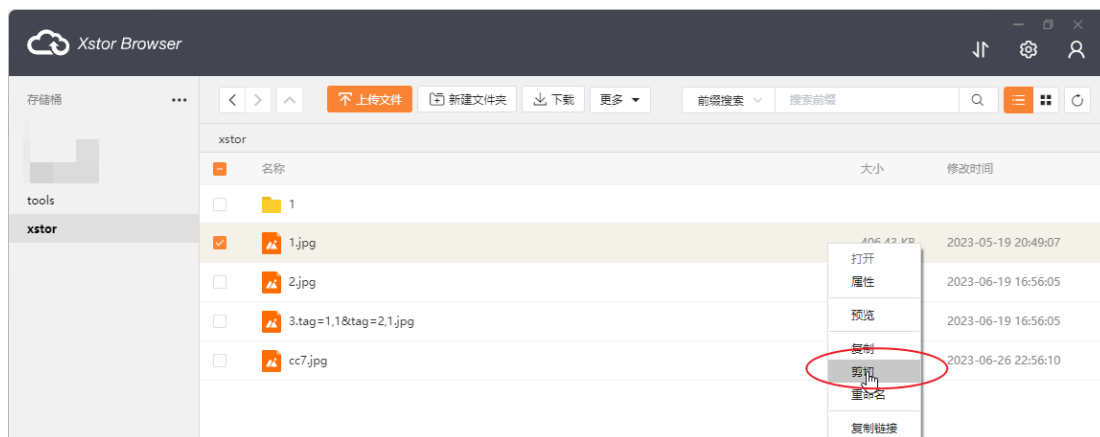 Xstor Browser
存储桶
上传文件 新建文件夹 下载 更多 前缀搜索 搜索前缀
xstor
名称 大小 修改时间
tools
1
xstor
1.jpg 406.43 KB 2023-05-19 20:49:07
打开
2.jpg 属性 2023-06-19 16:56:05
3.tag=1,1&tag=2,1.jpg 预览 2023-06-19 16:56:05
复制
cc7.jpg 2023-06-26 22:56:10
剪切
重命名
复制链接